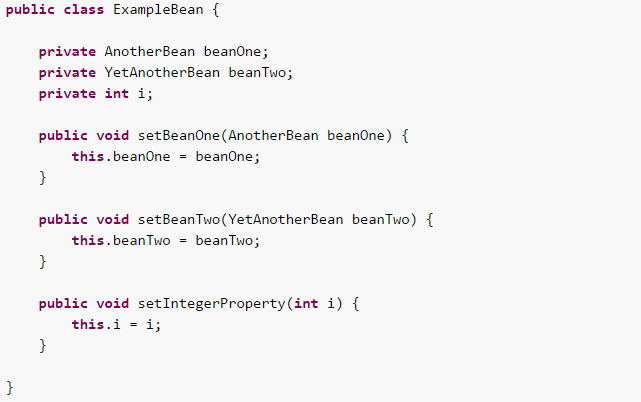 public class ExampleBean {
private AnotherBean beanOne;
private YetAnotherBean beanTwo;
private int i;
public void setBeanOne(AnotherBean beanOne) {
this.beanOne = beanOne;
}
public void setBeanTwo(YetAnotherBean beanTwo) {
this.beanTwo = beanTwo;
}
public void setIntegerProperty(int i) {
this.i = i;
}
}